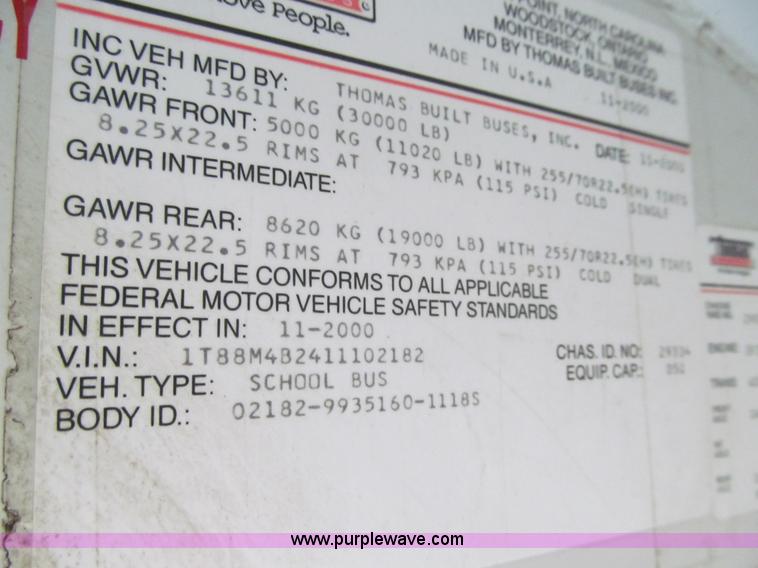 ove People.
POINT, NORTH CAROLINA
WOODSTOCK, ONTARIO
MONTERREY, N.L. MEXICO
MFD BY THOMAS BUILT BUSES INC.
MADE IN U.S.A 11-2000
INC VEH MFD BY: THOMAS BUILT BUSES, INC. DATE: 11-2000
GVWR: 13611 KG (30000 LB)
GAWR FRONT: 5000 KG (11020 LB) WITH 255/70R22.5(H) TIRES
8.25X22.5 RIMS AT 793 KPA (115 PSI) COLD SINGLE
GAWR INTERMEDIATE:
GAWR REAR: 8620 KG (19000 LB) WITH 255/70R22.5(H) TIRES
8.25X22.5 RIMS AT 793 KPA (115 PSI) COLD DUAL
THIS VEHICLE CONFORMS TO ALL APPLICABLE
FEDERAL MOTOR VEHICLE SAFETY STANDARDS
IN EFFECT IN: 11-2000
V.I.N.: 1T88M4B2411102182 CHAS. ID. NO:
VEH. TYPE: SCHOOL BUS EQUIP. CAP.:
BODY ID.: 02182-9935160-1118S
www.purplewave.com